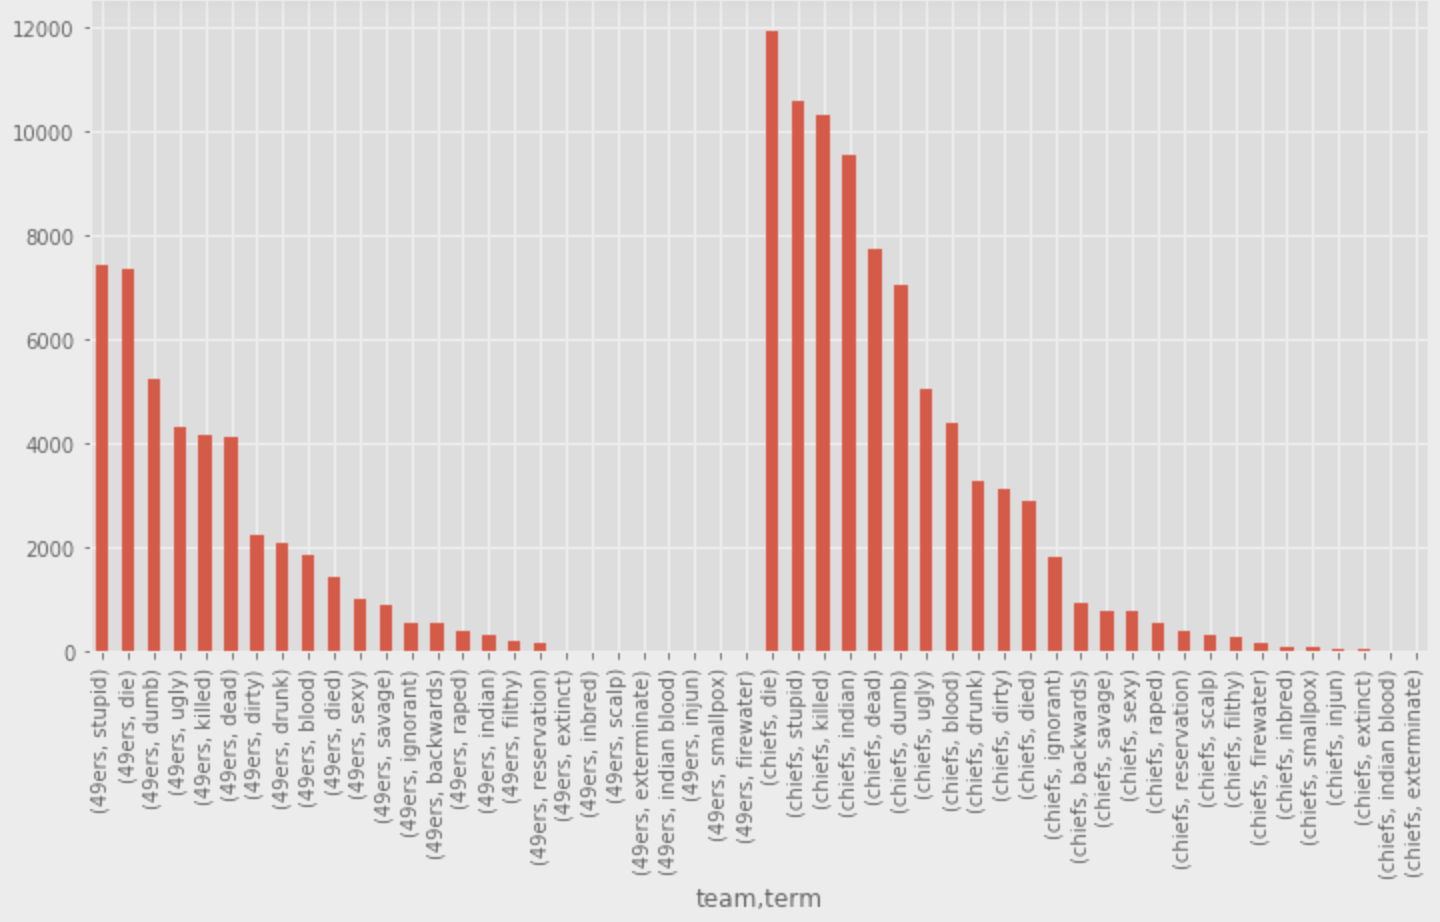 12000
10000
8000
6000
4000
2000
0
(49ers, stupid)
(49ers, die)
(49ers, dumb)
(49ers, ugly)
(49ers, killed)
(49ers, dead)
(49ers, dirty)
(49ers, drunk)
(49ers, blood)
(49ers, died)
(49ers, sexy)
(49ers, savage)
(49ers, ignorant)
(49ers, backwards)
(49ers, raped)
(49ers, indian)
(49ers, filthy)
(49ers, reservation)
(49ers, extinct)
(49ers, inbred)
(49ers, scalp)
(49ers, exterminate)
(49ers, indian blood)
(49ers, injun)
(49ers, smallpox)
(49ers, firewater)
(chiefs, die)
(chiefs, stupid)
(chiefs, killed)
(chiefs, indian)
(chiefs, dead)
(chiefs, dumb)
(chiefs, ugly)
(chiefs, blood)
(chiefs, drunk)
(chiefs, dirty)
(chiefs, died)
(chiefs, ignorant)
(chiefs, backwards)
(chiefs, savage)
(chiefs, sexy)
(chiefs, raped)
(chiefs, reservation)
(chiefs, scalp)
(chiefs, filthy)
(chiefs, firewater)
(chiefs, inbred)
(chiefs, smallpox)
(chiefs, injun)
(chiefs, extinct)
(chiefs, indian blood)
(chiefs, exterminate)
team,term